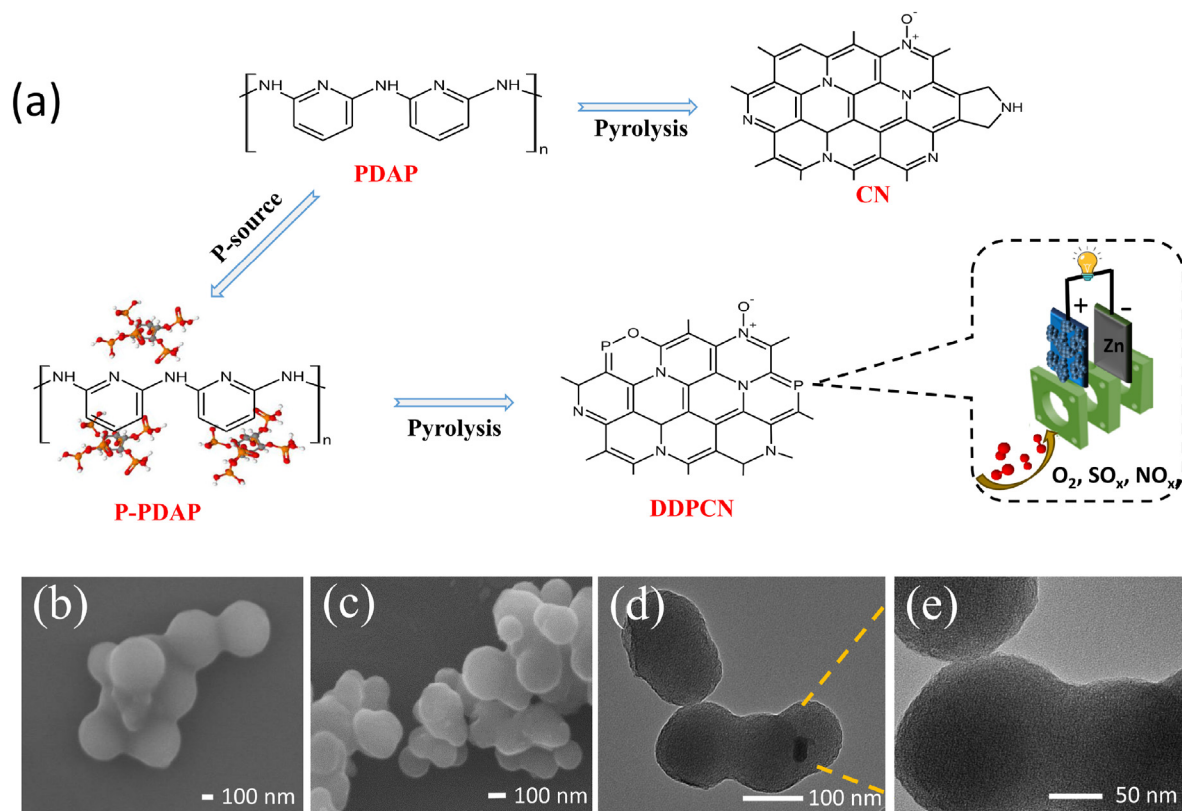 (a)
NH N NH N NH
n
PDAP
Pyrolysis
O-
N+
N N
N NH
N N
CN
P-source
NH N NH N NH
n
P-PDAP
Pyrolysis
O-
P O N+
N N P
N
N N
DDPCN
+ −
Zn
O2, SOx, NOx,
(b) (c) (d) (e)
100 nm 100 nm 100 nm 50 nm